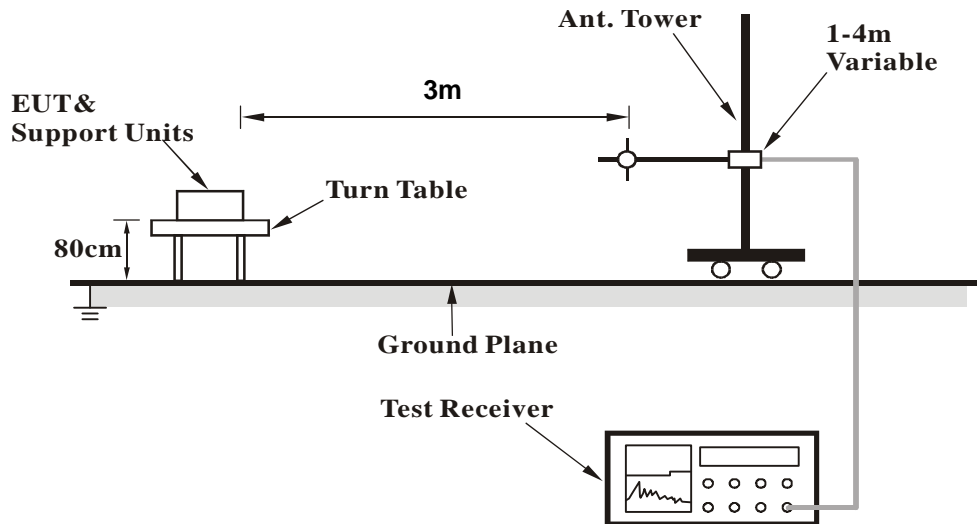 Ant. Tower
1-4m
Variable
3m
EUT&
Support Units
Turn Table
80cm
Ground Plane
Test Receiver